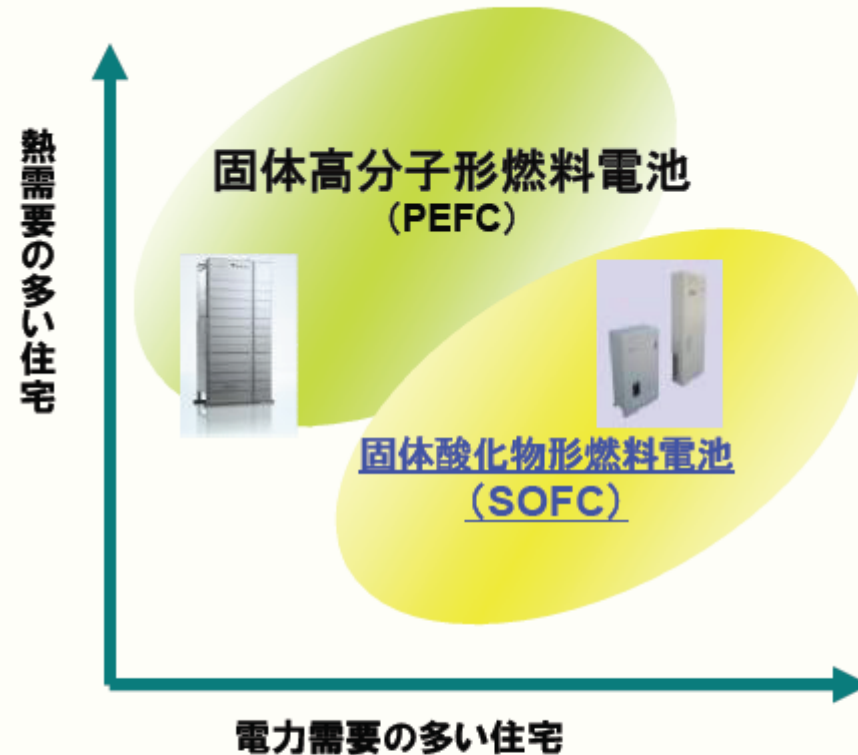 熱需要の多い住宅
固体高分子形燃料電池
（PEFC）
固体酸化物形燃料電池
（SOFC）
電力需要の多い住宅